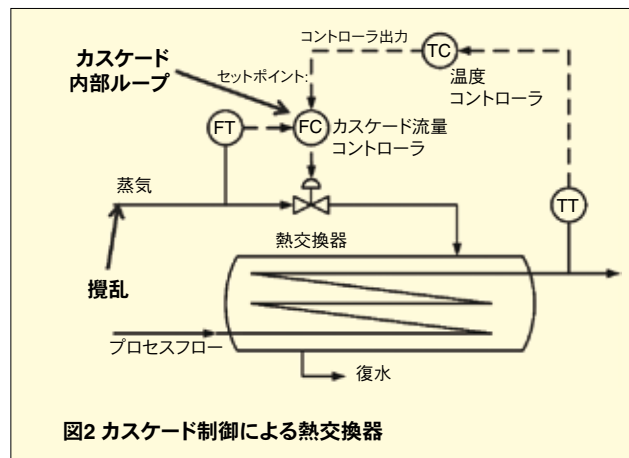 コントローラ出力
TC
カスケード
内部ループ
セットポイント:
温度
コントローラ
FT
FC
カスケード流量
コントローラ
蒸気
TT
熱交換器
攪乱
プロセスフロー
復水
図2 カスケード制御による熱交換器